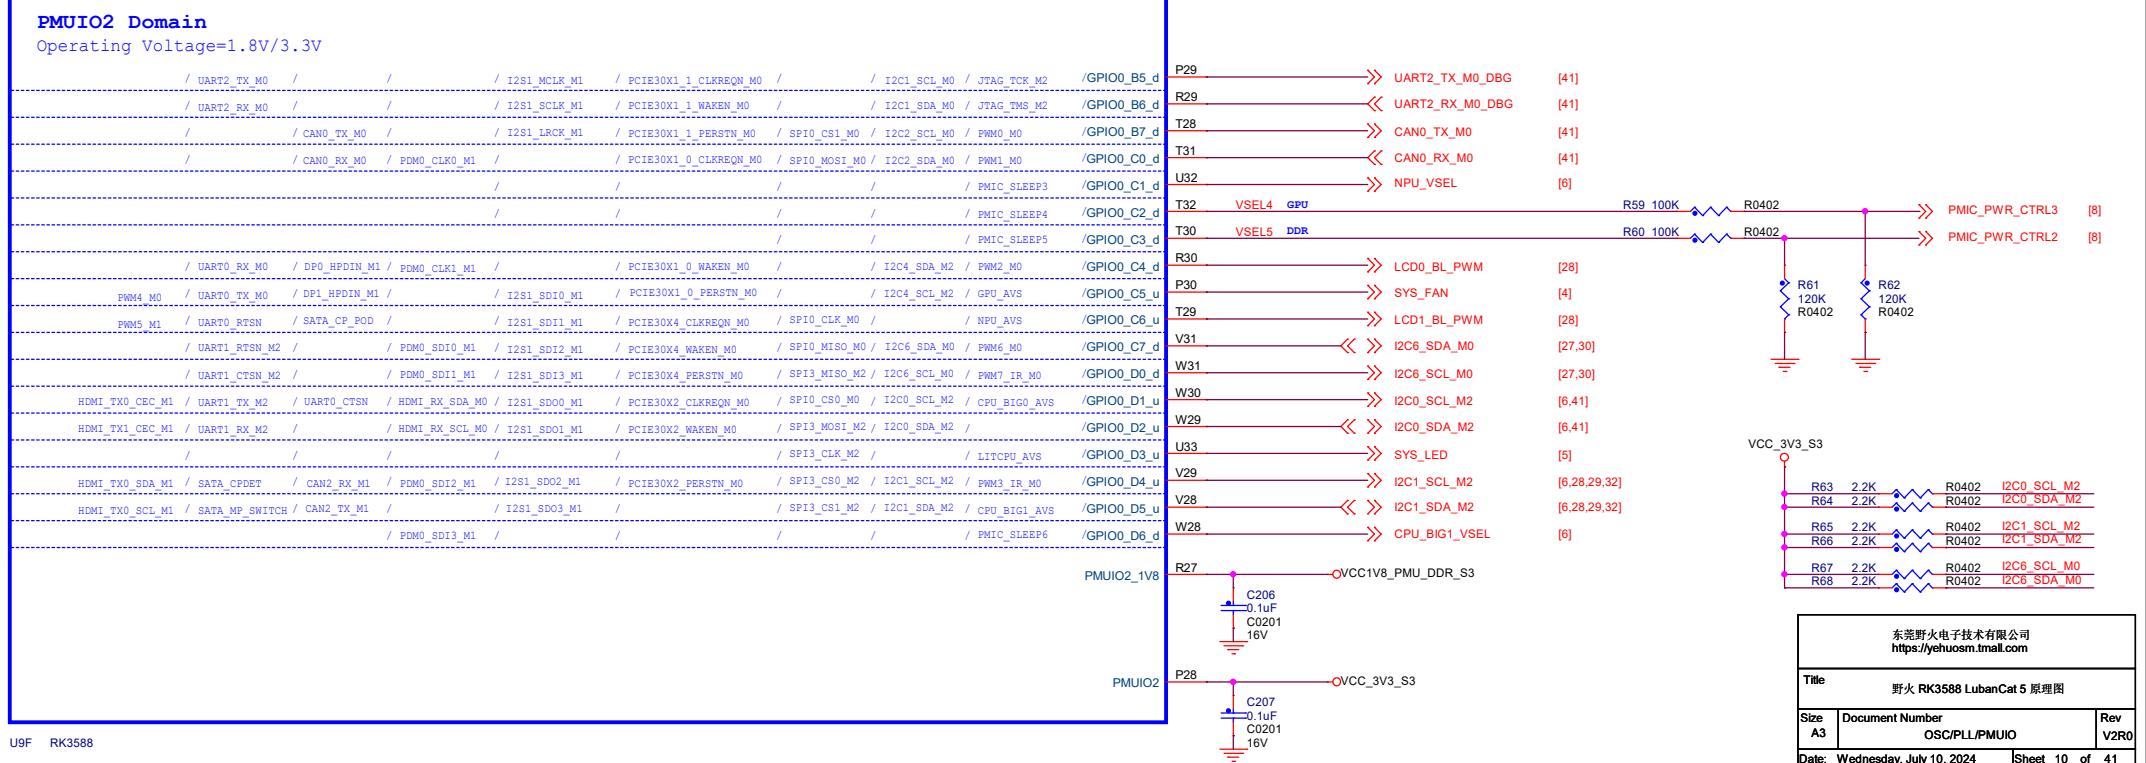 PMUIO2 Domain
Operating Voltage=1.8V/3.3V
/ UART2_TX_M0 / / / I2S1_MCLK_M1 / PCIE30X1_1_CLKREQN_M0 / / I2C1_SCL_M0 / JTAG_TCK_M2 /GPIO0_B5_d P29 UART2_TX_M0_DBG [41]
/ UART2_RX_M0 / / I2S1_SCLK_M1 / PCIE30X1_1_WAKEN_M0 / / I2C1_SDA_M0 / JTAG_TMS_M2 /GPIO0_B6_d R29 UART2_RX_M0_DBG [41]
/ / CAN0_TX_M0 / / I2S1_LRCK_M1 / PCIE30X1_1_PERSTN_M0 / SPI0_CS1_M0 / I2C2_SCL_M0 / PWM0_M0 /GPIO0_B7_d T28 CAN0_TX_M0 [41]
/ / CAN0_RX_M0 / PDM0_CLK0_M1 / / PCIE30X1_0_CLKREQN_M0 / SPI0_MOSI_M0 / I2C2_SDA_M0 / PWM1_M0 /GPIO0_C0_d T31 CAN0_RX_M0 [41]
/ / / / / PMIC_SLEEP3 /GPIO0_C1_d U32 NPU_VSEL [6]
/ / / / / PMIC_SLEEP4 /GPIO0_C2_d T32 VSEL4 GPU R59 100K R0402 PMIC_PWR_CTRL3 [8]
/ / / PMIC_SLEEP5 /GPIO0_C3_d T30 VSEL5 DDR R60 100K R0402 PMIC_PWR_CTRL2 [8]
/ UART0_RX_M0 / DP0_HPDIN_M1 / PDM0_CLK1_M1 / / PCIE30X1_0_WAKEN_M0 / / I2C4_SDA_M2 / PWM2_M0 /GPIO0_C4_d R30 LCD0_BL_PWM [28]
PWM4_M0 / UART0_TX_M0 / DP1_HPDIN_M1 / / I2S1_SDI0_M1 / PCIE30X1_0_PERSTN_M0 / / I2C4_SCL_M2 / GPU_AVS /GPIO0_C5_u P30 SYS_FAN [4]
PWM5_M1 / UART0_RTSN / SATA_CP_POD / / I2S1_SDI1_M1 / PCIE30X4_CLKREQN_M0 / SPI0_CLK_M0 / / NPU_AVS /GPIO0_C6_u T29 LCD1_BL_PWM [28]
/ UART1_RTSN_M2 / / PDM0_SDI0_M1 / I2S1_SDI2_M1 / PCIE30X4_WAKEN_M0 / SPI0_MISO_M0 / I2C6_SDA_M0 / PWM6_M0 /GPIO0_C7_d V31 I2C6_SDA_M0 [27,30]
/ UART1_CTSN_M2 / / PDM0_SDI1_M1 / I2S1_SDI3_M1 / PCIE30X4_PERSTN_M0 / SPI3_MISO_M2 / I2C6_SCL_M0 / PWM7_IR_M0 /GPIO0_D0_d W31 I2C6_SCL_M0 [27,30]
HDMI_TX0_CEC_M1 / UART1_TX_M2 / UART0_CTSN / HDMI_RX_SDA_M0 / I2S1_SDO0_M1 / PCIE30X2_CLKREQN_M0 / SPI0_CS0_M0 / I2C0_SCL_M2 / CPU_BIG0_AVS /GPIO0_D1_u W30 I2C0_SCL_M2 [6,41]
HDMI_TX1_CEC_M1 / UART1_RX_M2 / / HDMI_RX_SCL_M0 / I2S1_SDO1_M1 / PCIE30X2_WAKEN_M0 / SPI3_MOSI_M2 / I2C0_SDA_M2 / /GPIO0_D2_u W29 I2C0_SDA_M2 [6,41]
/ / / / / / SPI3_CLK_M2 / / LITCPU_AVS /GPIO0_D3_u U33 SYS_LED [5]
HDMI_TX0_SDA_M1 / SATA_CPDET / CAN2_RX_M1 / PDM0_SDI2_M1 / I2S1_SDO2_M1 / PCIE30X2_PERSTN_M0 / SPI3_CS0_M2 / I2C1_SCL_M2 / PWM3_IR_M0 /GPIO0_D4_u V29 I2C1_SCL_M2 [6,28,29,32]
HDMI_TX0_SCL_M1 / SATA_MP_SWITCH / CAN2_TX_M1 / / I2S1_SDO3_M1 / / SPI3_CS1_M2 / I2C1_SDA_M2 / CPU_BIG1_AVS /GPIO0_D5_u V28 I2C1_SDA_M2 [6,28,29,32]
/ PDM0_SDI3_M1 / / / / / PMIC_SLEEP6 /GPIO0_D6_d W28 CPU_BIG1_VSEL [6]
PMUIO2_1V8 R27 VCC1V8_PMU_DDR_S3
C206
0.1uF
C0201
16V
PMUIO2 P28 VCC_3V3_S3
C207
0.1uF
C0201
16V
U9F RK3588
R61
120K
R0402
R62
120K
R0402
VCC_3V3_S3
R63 2.2K R0402 I2C0_SCL_M2
R64 2.2K R0402 I2C0_SDA_M2
R65 2.2K R0402 I2C1_SCL_M2
R66 2.2K R0402 I2C1_SDA_M2
R67 2.2K R0402 I2C6_SCL_M0
R68 2.2K R0402 I2C6_SDA_M0
东莞野火电子技术有限公司
https://yehuosm.tmall.com
Title
野火 RK3588 LubanCat 5 原理图
Size Document Number Rev
A3 OSC/PLL/PMUIO V2R0
Date: Wednesday, July 10, 2024 Sheet 10 of 41